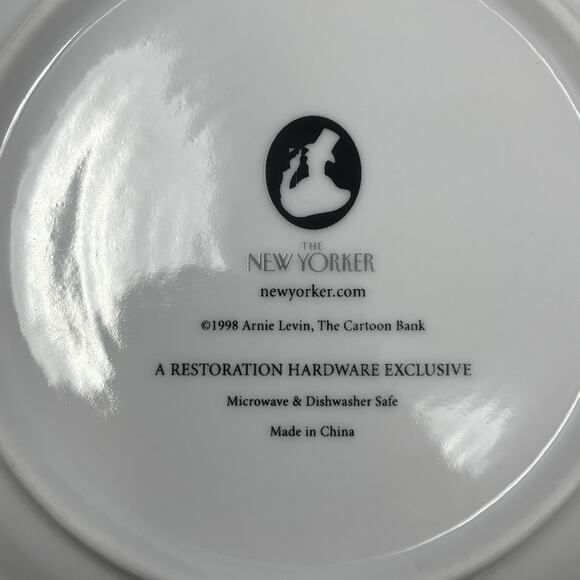 THE
NEW YORKER
newyorker.com
©1998 Arnie Levin, The Cartoon Bank
A RESTORATION HARDWARE EXCLUSIVE
Microwave & Dishwasher Safe
Made in China